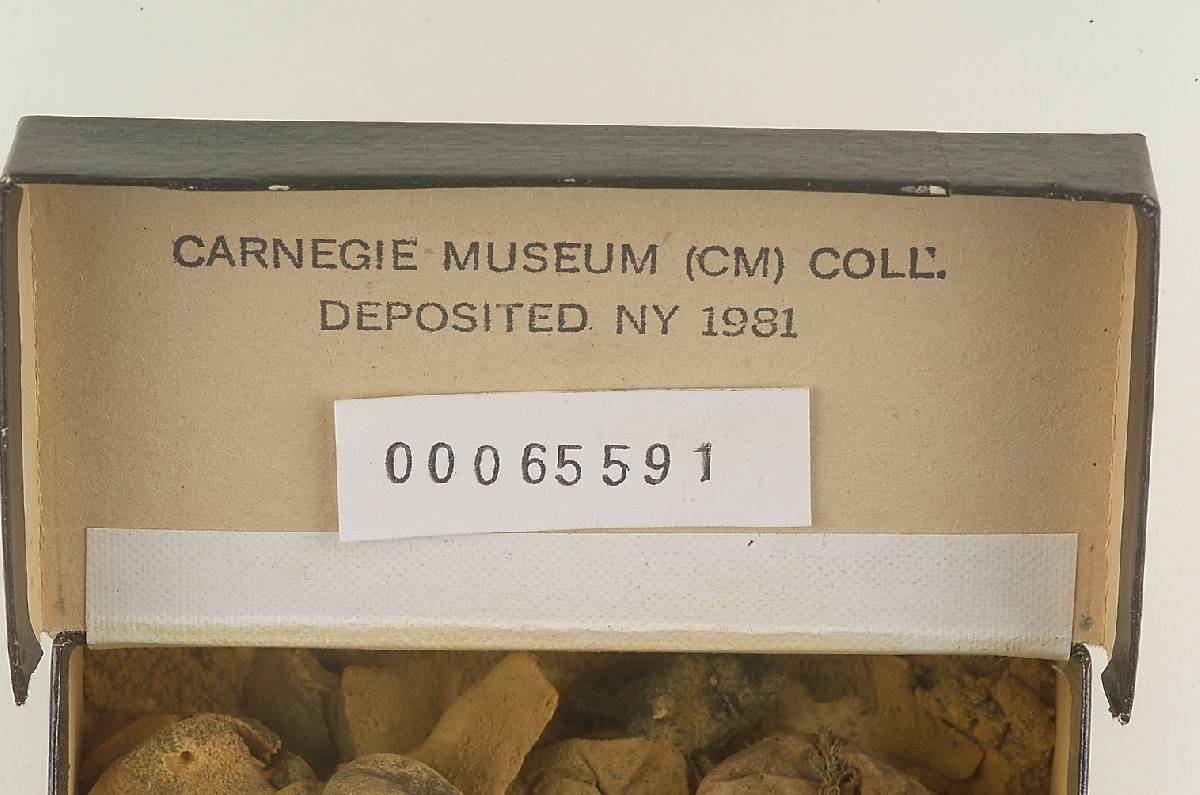 CARNEGIE MUSEUM (CM) COLL.
DEPOSITED NY 1981
00065591